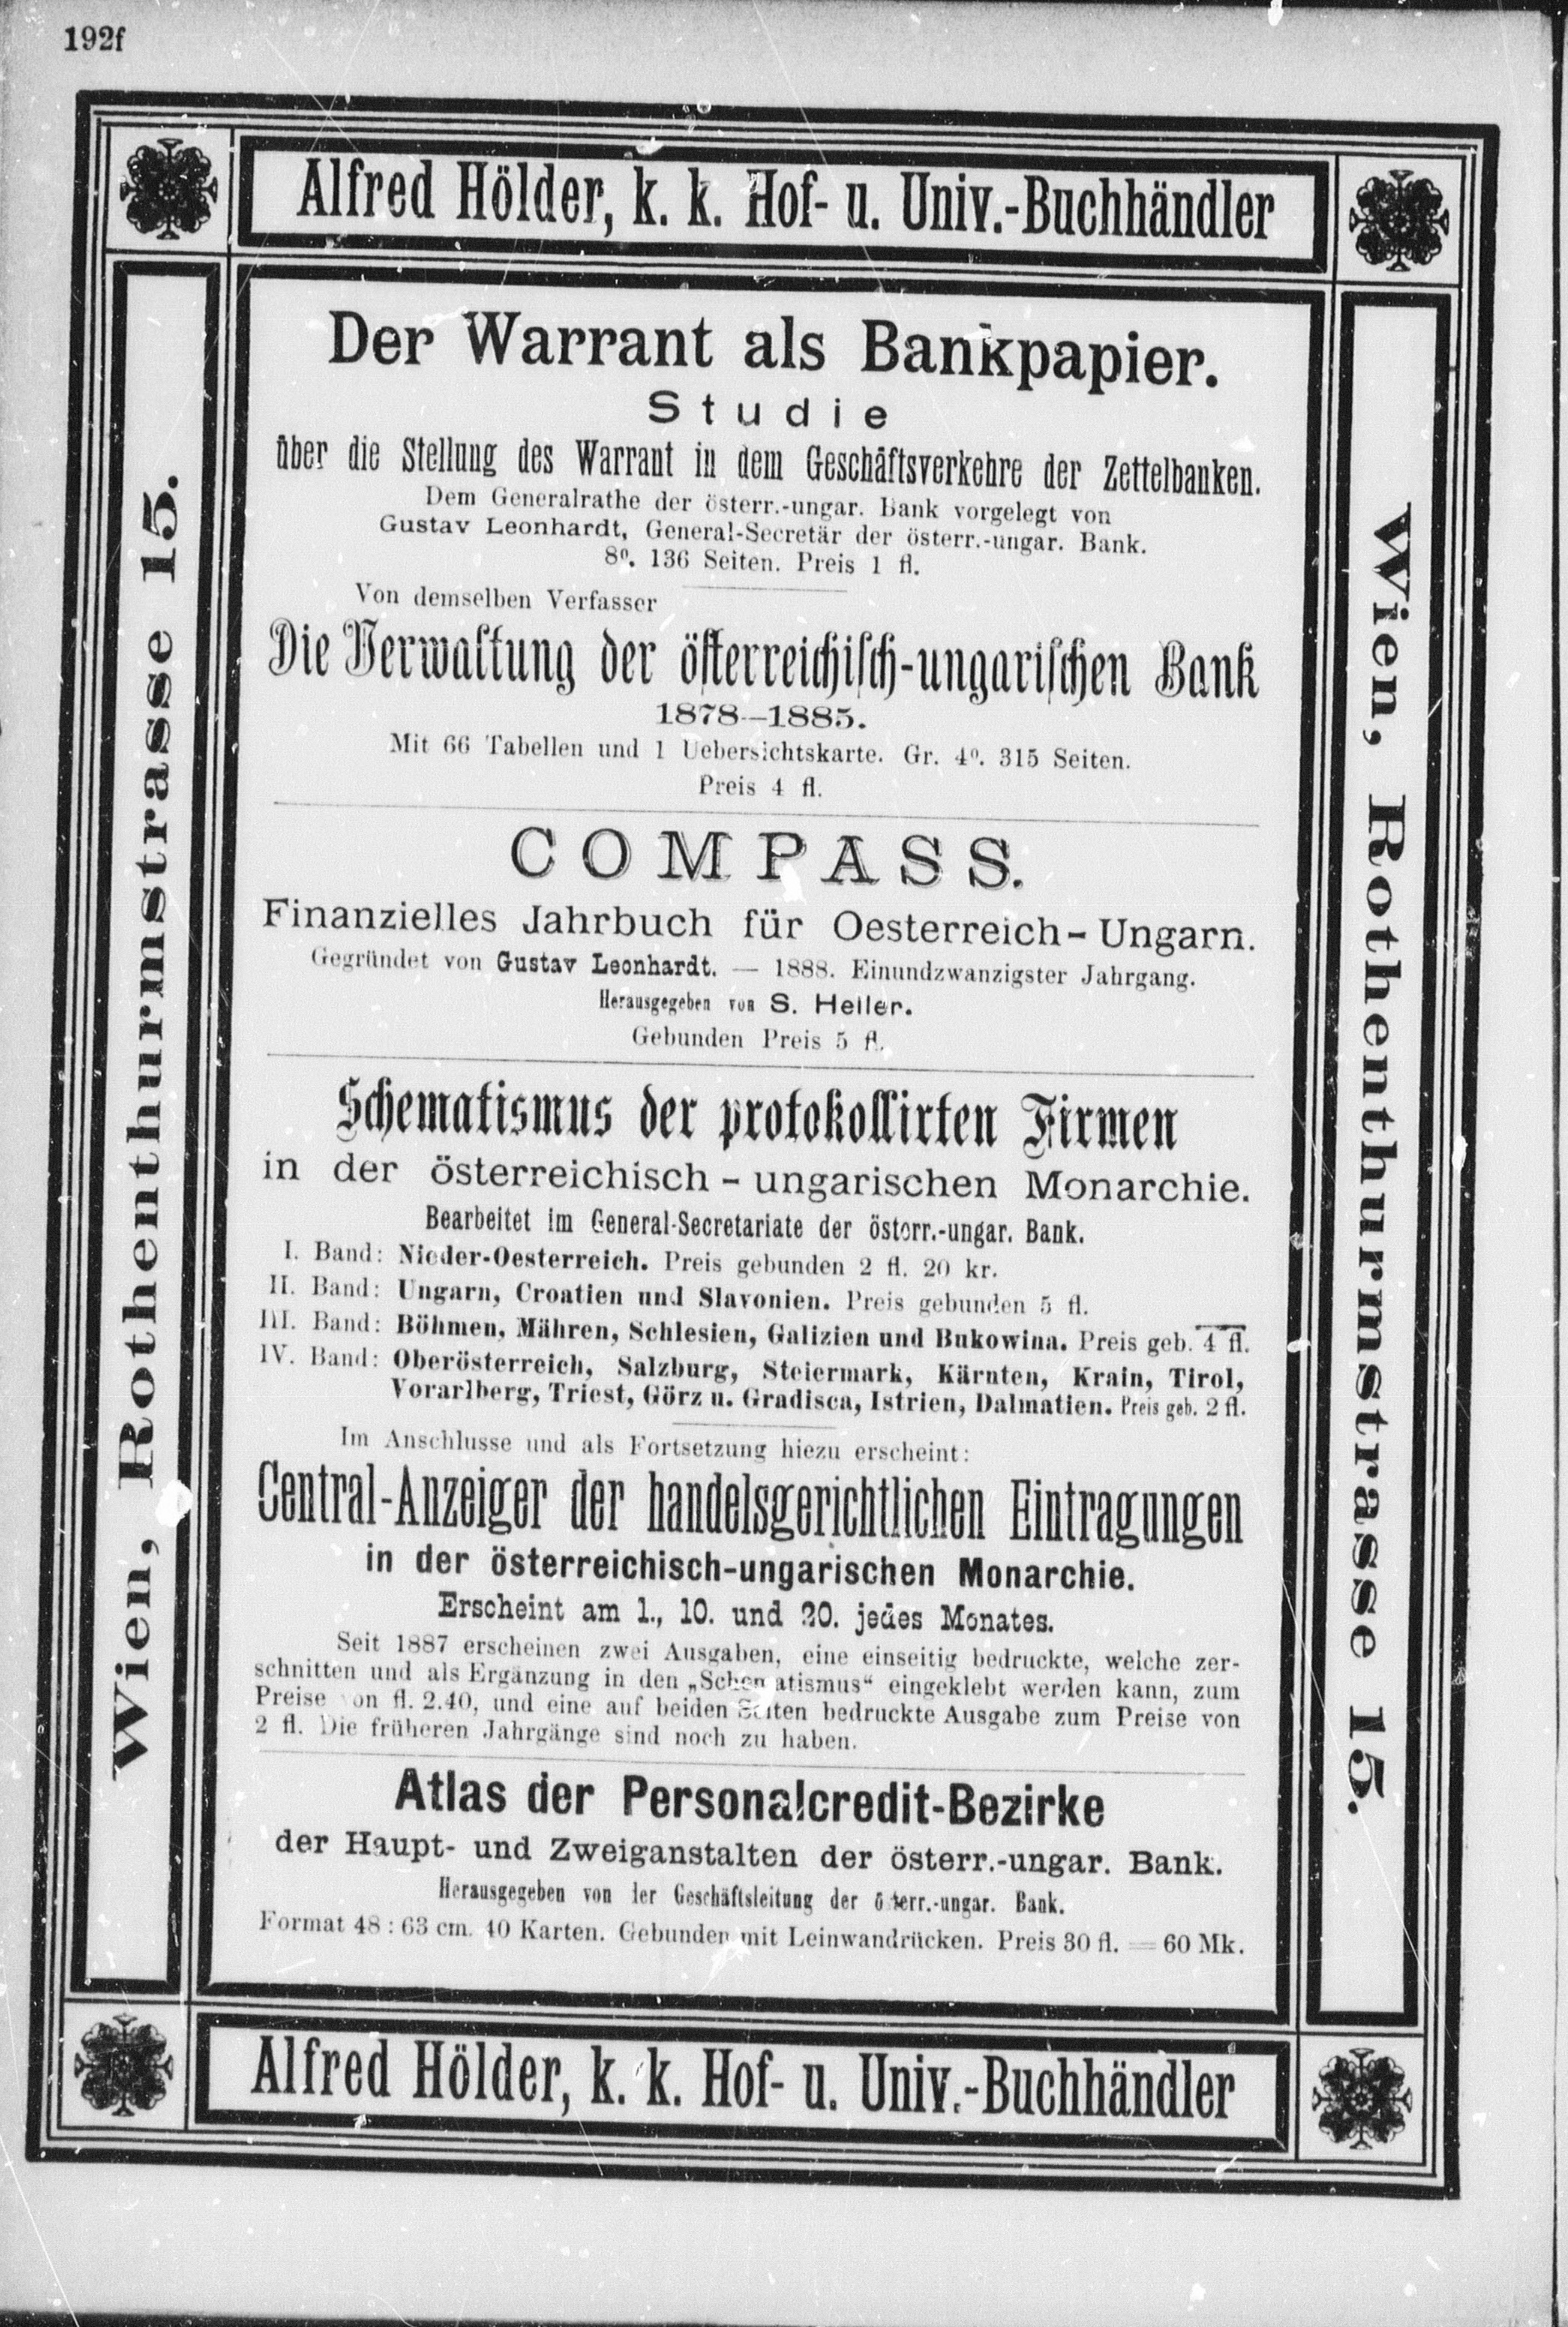 192f
Alfred Hölder, k. k. Hof- u. Univ.-Buchhändler
Wien, Rothenthurmstrasse 15.
Der Warrant als Bankpapier.
Studie
über die Stellung des Warrant in dem Geschäftsverkehre der Zettelbanken.
Dem Generalrathe der österr.-ungar. Bank vorgelegt von
Gustav Leonhardt, General-Secretär der österr.-ungar. Bank.
8⁰. 136 Seiten. Preis 1 fl.
Von demselben Verfasser
Die Verwaltung der österreichisch-ungarischen Bank
1878—1885.
Mit 66 Tabellen und 1 Uebersichtskarte. Gr. 4⁰. 315 Seiten.
Preis 4 fl.
COMPASS.
Finanzielles Jahrbuch für Oesterreich-Ungarn.
Gegründet von Gustav Leonhardt. — 1888. Einundzwanzigster Jahrgang.
Herausgegeben von S. Heller.
Gebunden Preis 5 fl.
Schematismus der protokollirten Firmen
in der österreichisch-ungarischen Monarchie.
Bearbeitet im General-Secretariate der österr.-ungar. Bank.
I. Band: Nieder-Oesterreich. Preis gebunden 2 fl. 20 kr.
II. Band: Ungarn, Croatien und Slavonien. Preis gebunden 5 fl.
III. Band: Böhmen, Mähren, Schlesien, Galizien und Bukowina. Preis geb. 4 fl.
IV. Band: Oberösterreich, Salzburg, Steiermark, Kärnten, Krain, Tirol,
Vorarlberg, Triest, Görz u. Gradisca, Istrien, Dalmatien. Preis geb. 2 fl.
Im Anschlusse und als Fortsetzung hiezu erscheint:
Central-Anzeiger der handelsgerichtlichen Eintragungen
in der österreichisch-ungarischen Monarchie.
Erscheint am 1., 10. und 20. jedes Monates.
Seit 1887 erscheinen zwei Ausgaben, eine einseitig bedruckte, welche zer-
schnitten und als Ergänzung in den „Schematismus“ eingeklebt werden kann, zum
Preise von fl. 2.40, und eine auf beiden Seiten bedruckte Ausgabe zum Preise von
2 fl. Die früheren Jahrgänge sind noch zu haben.
Atlas der Personalcredit-Bezirke
der Haupt- und Zweiganstalten der österr.-ungar. Bank.
Herausgegeben von der Geschäftsleitung der österr.-ungar. Bank.
Format 48 : 63 cm. 40 Karten. Gebunden mit Leinwandrücken. Preis 30 fl. = 60 Mk.
Wien, Rothenthurmstrasse 15.
Alfred Hölder, k. k. Hof- u. Univ.-Buchhändler